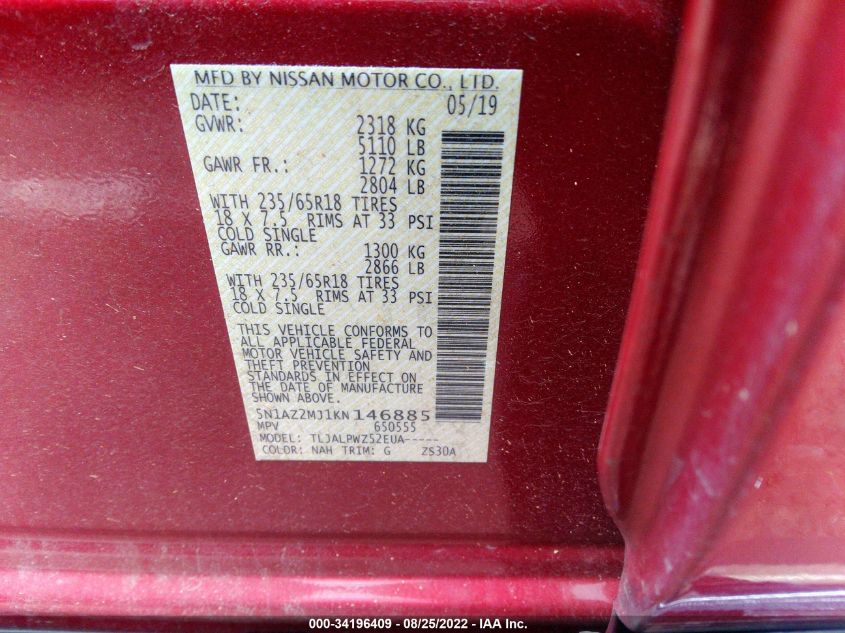 MFD BY NISSAN MOTOR CO., LTD.
DATE: 05/19
GVWR: 2318 KG
5110 LB
GAWR FR.: 1272 KG
2804 LB
WITH 235/65R18 TIRES
18 X 7.5 RIMS AT 33 PSI
COLD SINGLE
GAWR RR.: 1300 KG
2866 LB
WITH 235/65R18 TIRES
18 X 7.5 RIMS AT 33 PSI
COLD SINGLE
THIS VEHICLE CONFORMS TO
ALL APPLICABLE FEDERAL
MOTOR VEHICLE SAFETY AND
THEFT PREVENTION
STANDARDS IN EFFECT ON
THE DATE OF MANUFACTURE
SHOWN ABOVE.
5N1AZ2MJ1KN146885
MPV 650555
MODEL: TLJALPWZ52EUA-----
COLOR: NAH TRIM: G ZS30A
000-34196409 - 08/25/2022 - IAA Inc.